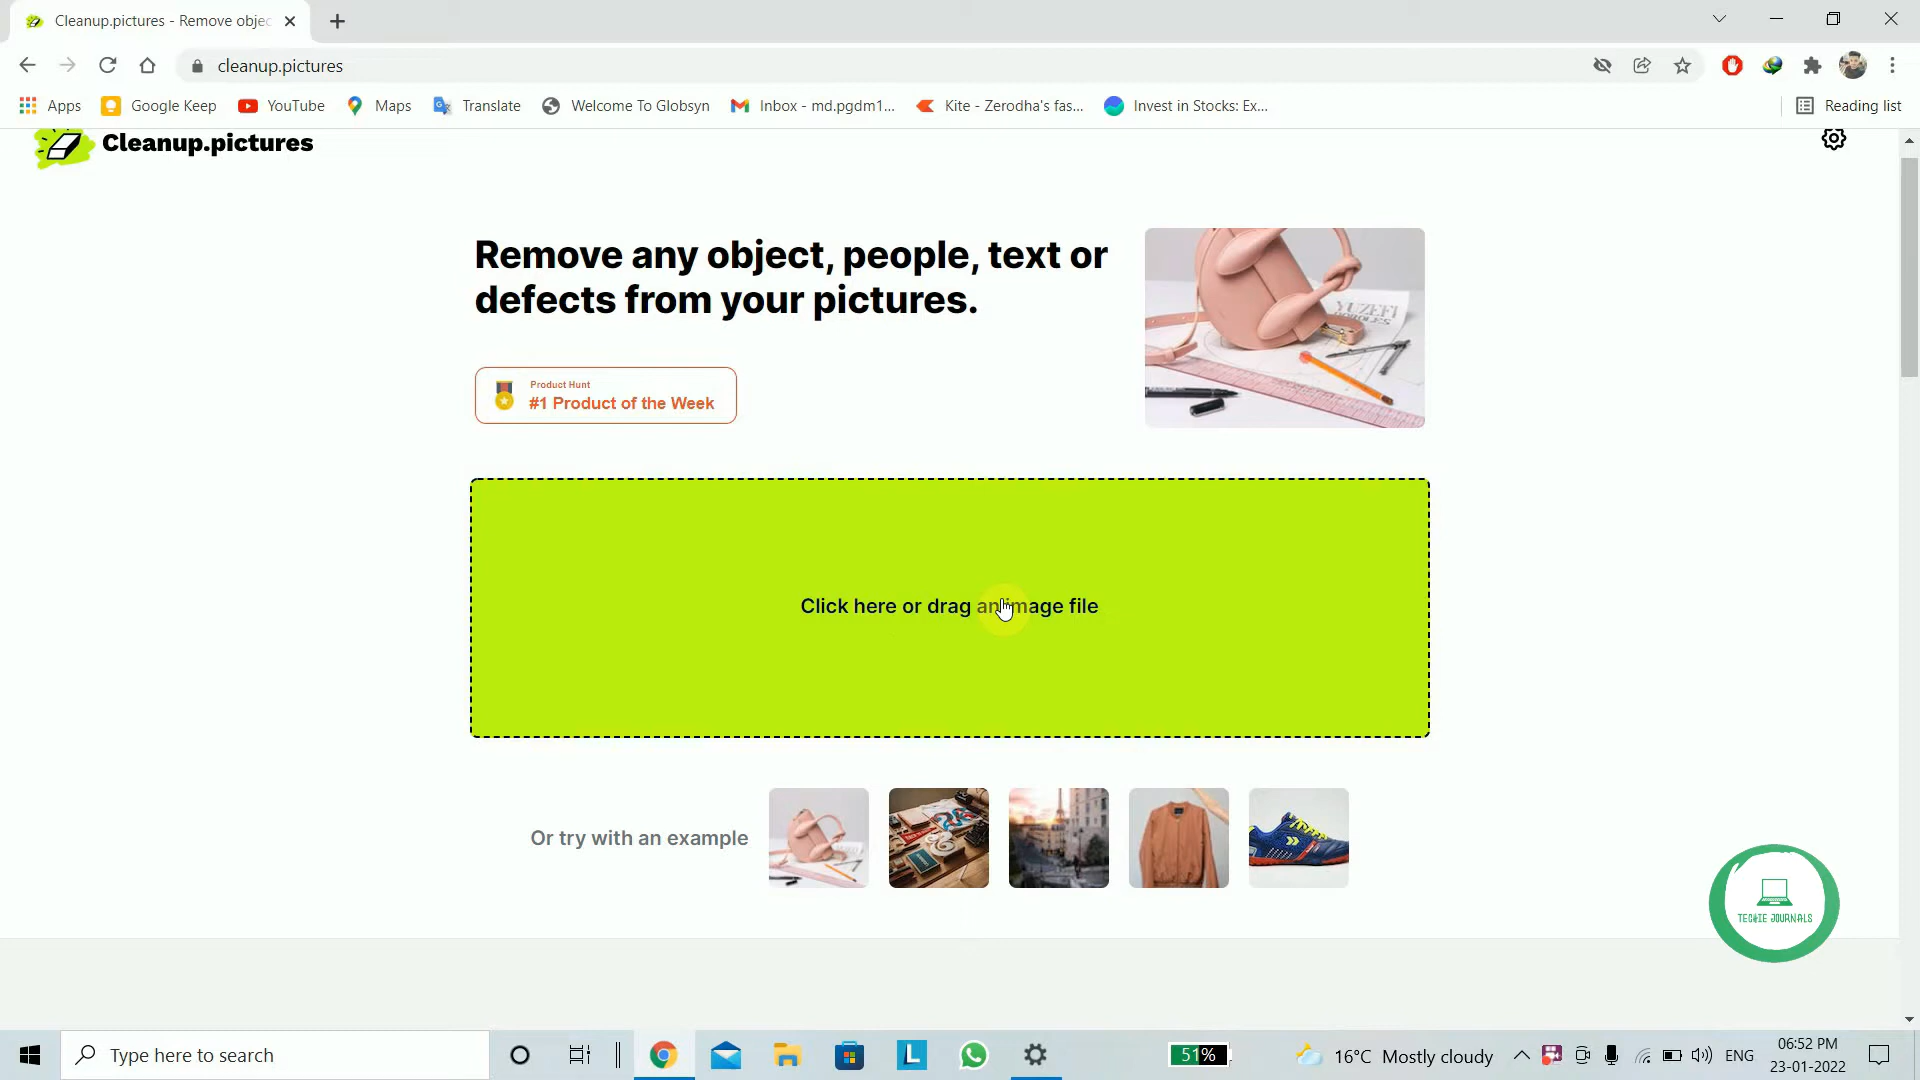 Cleanup.pictures - Remove objec
cleanup.pictures
Apps
Google Keep
YouTube
Maps
Translate
Welcome To Globsyn
Inbox - md.pgdm1...
Kite - Zerodha's fas...
Invest in Stocks: Ex...
Reading list
Cleanup.pictures
Remove any object, people, text or
defects from your pictures.
YUZEFI
Product Hunt
#1 Product of the Week
Click here or drag an image file
Or try with an example
TECHIE JOURNALS
Type here to search
L
51%
16°C Mostly cloudy
ENG
06:52 PM
23-01-2022